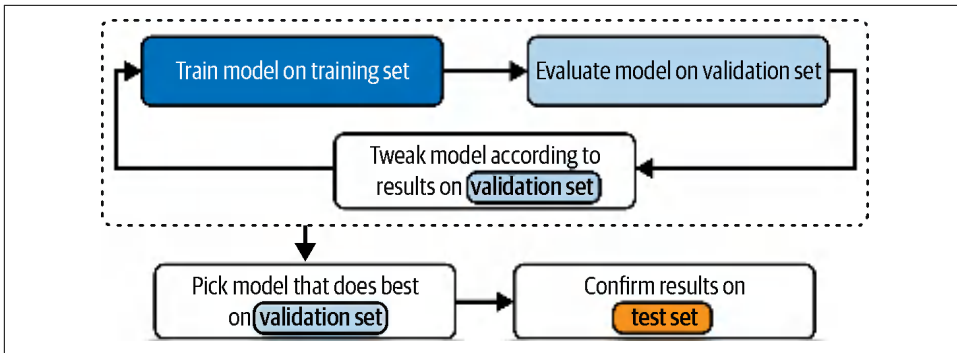 Train model on training set
Evaluate model on validation set
Tweak model according to
results on validation set
Pick model that does best
on validation set
Confirm results on
test set